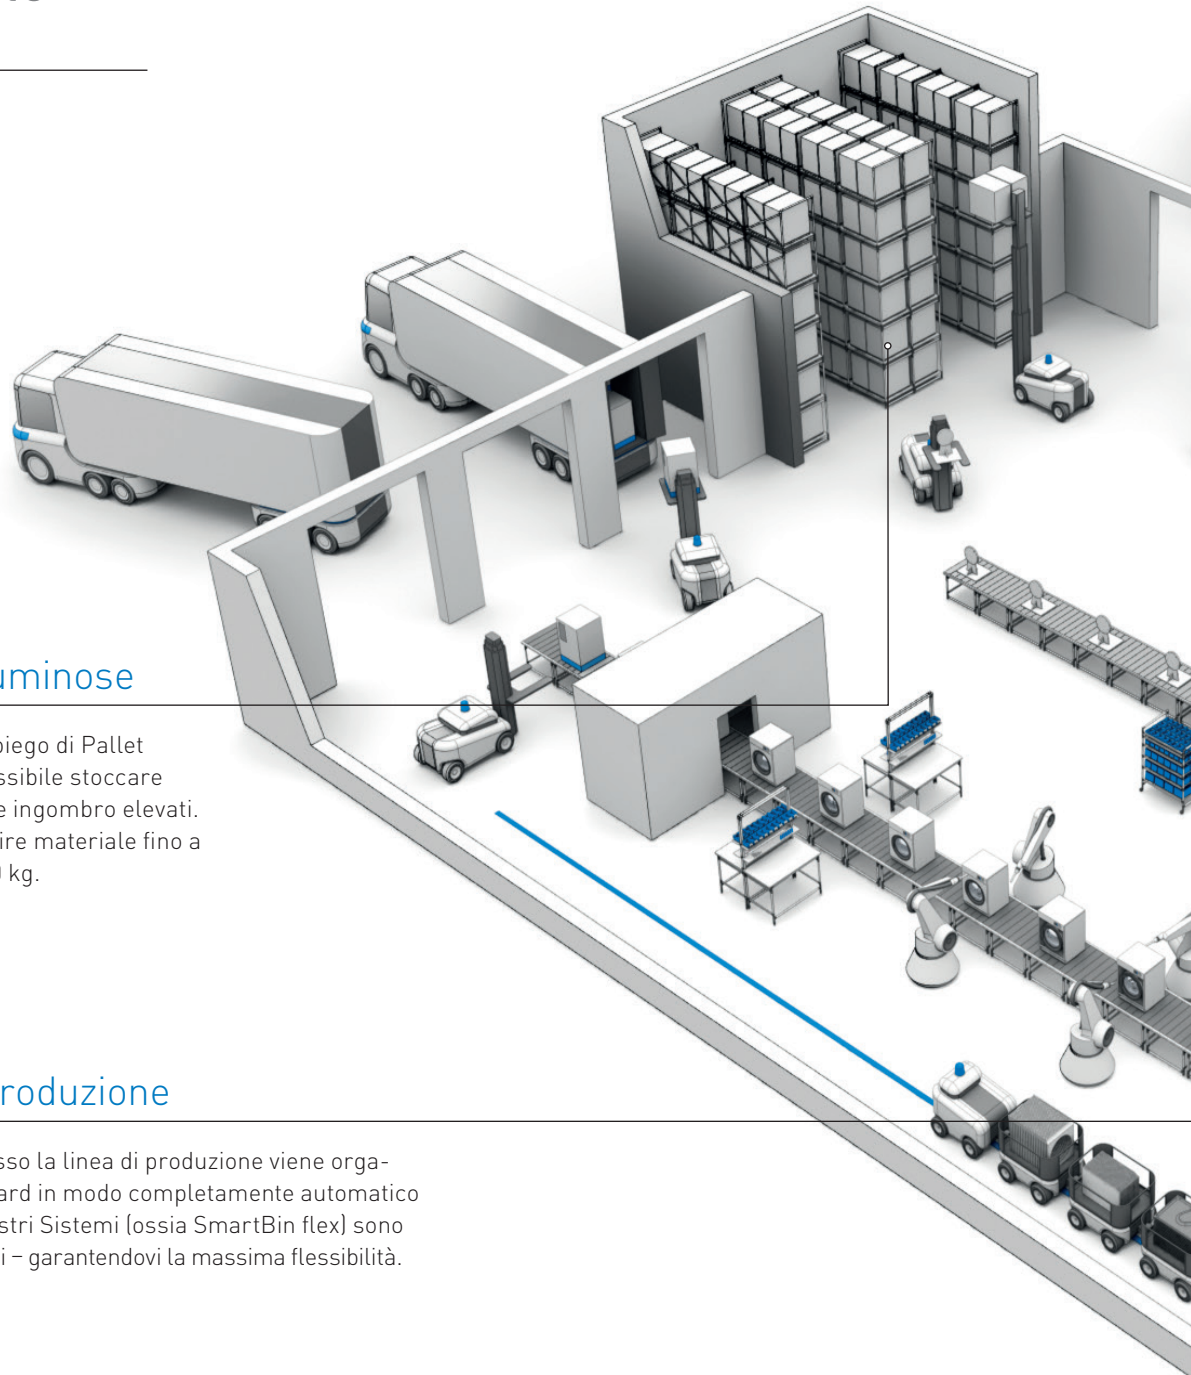 uminose
piego di Pallet
ssibile stoccare
e ingombro elevati.
ire materiale fino a
kg.
roduzione
sso la linea di produzione viene orga-
ard in modo completamente automatico
stri Sistemi (ossia SmartBin flex) sono
i – garantendovi la massima flessibilità.